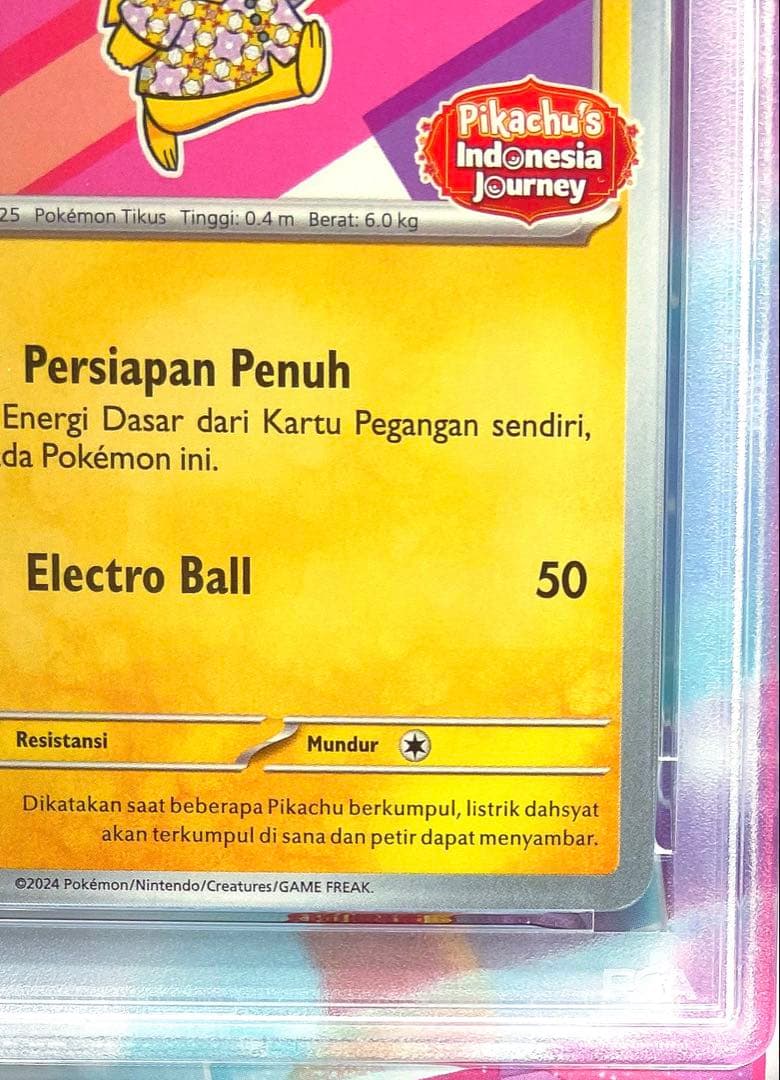 Pikachu's
Indonesia
Journey
25 Pokémon Tikus Tinggi: 0.4 m Berat: 6.0 kg
Persiapan Penuh
Energi Dasar dari Kartu Pegangan sendiri,
da Pokémon ini.
Electro Ball 50
Resistansi Mundur
Dikatakan saat beberapa Pikachu berkumpul, listrik dahsyat
akan terkumpul di sana dan petir dapat menyambar.
©2024 Pokémon/Nintendo/Creatures/GAME FREAK.
PSA